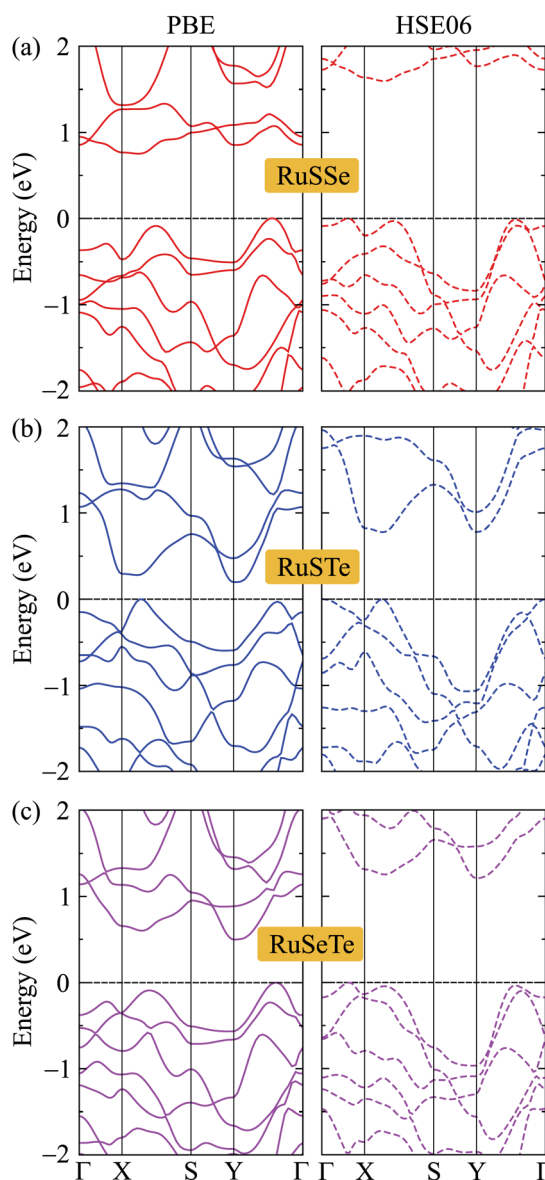 PBE HSE06
(a)
2
1
0
−1
−2
Energy (eV)
RuSSe
(b)
2
1
0
−1
−2
Energy (eV)
RuSTe
(c)
2
1
0
−1
−2
Energy (eV)
RuSeTe
Γ X S Y Γ Γ X S Y Γ